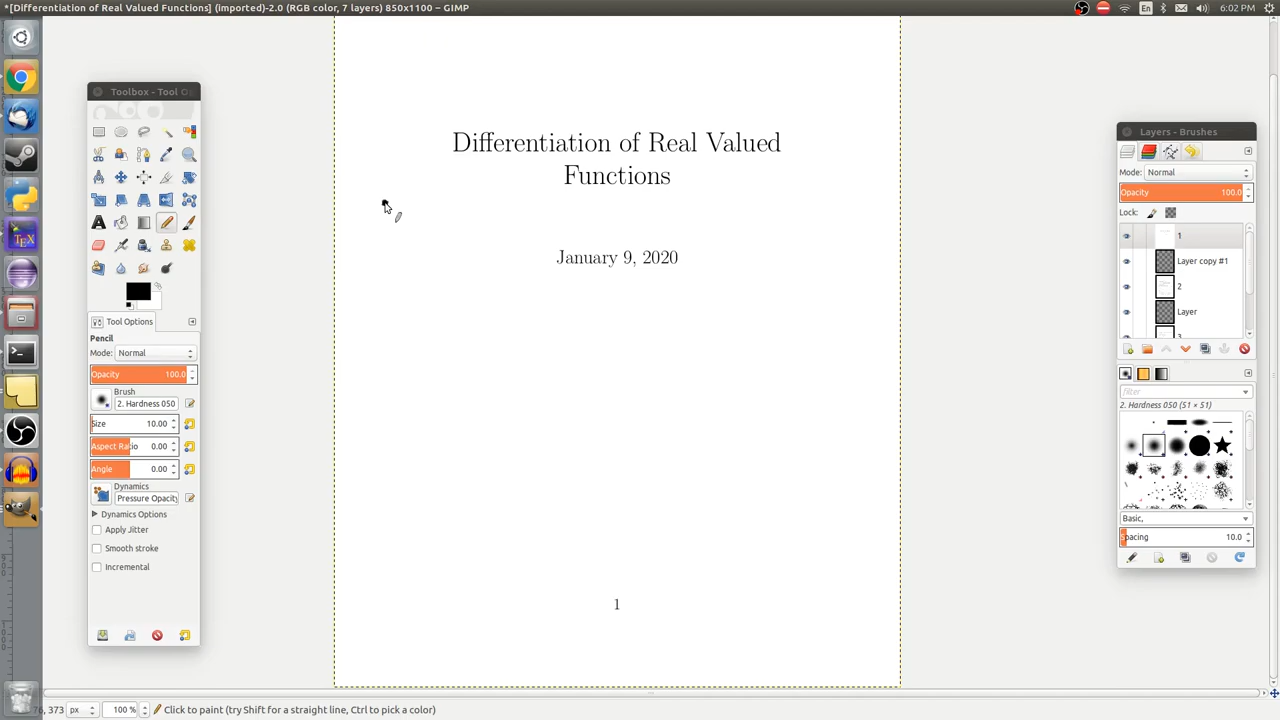 *[Differentiation of Real Valued Functions] (imported)-2.0 (RGB color, 7 layers) 850x1100 – GIMP
En
6:02 PM
Toolbox - Tool O
Differentiation of Real Valued
Functions
January 9, 2020
1
Tool Options
Pencil
Mode: Normal
Opacity 100.0
Brush
2. Hardness 050
Size 10.00
Aspect Ratio 0.00
Angle 0.00
Dynamics
Pressure Opacity
Dynamics Options
Apply Jitter
Smooth stroke
Incremental
Layers - Brushes
Mode: Normal
Opacity 100.0
Lock:
1
Layer copy #1
2
Layer
3
filter
2. Hardness 050 (51 × 51)
Basic,
Spacing 10.0
px 100 % Click to paint (try Shift for a straight line, Ctrl to pick a color)